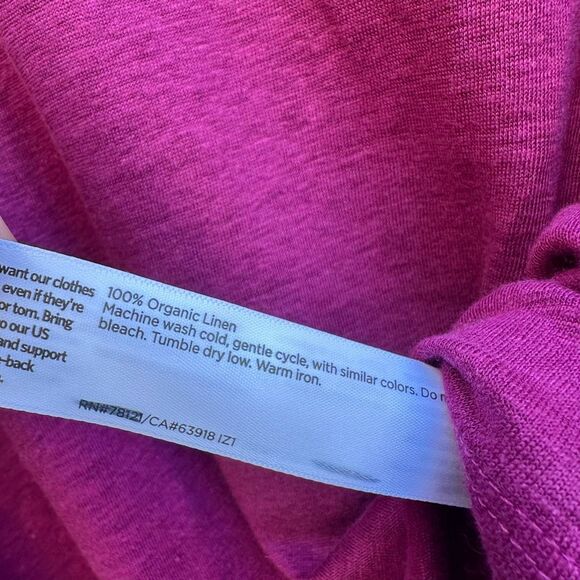 want our clothes
even if they're
or torn. Bring
o our US
and support
-back
100% Organic Linen
Machine wash cold, gentle cycle, with similar colors. Do n
bleach. Tumble dry low. Warm iron.
RN#78121/CA#63918 IZ1